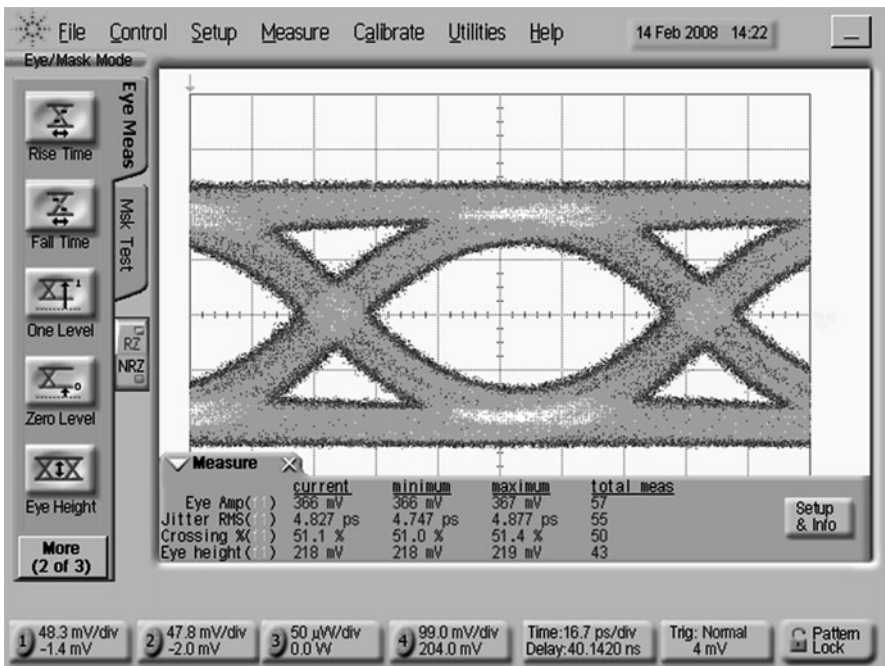 File Control Setup Measure Calibrate Utilities Help 14 Feb 2008 14:22
Eye/Mask Mode
Eye Meas
Msk Test
Rise Time
Fall Time
One Level
Zero Level
Eye Height
RZ
NRZ
More
(2 of 3)
Measure
current minimum maximum total meas
Eye Amp( ) 366 mV 366 mV 367 mV 57
Jitter RMS( ) 4.827 ps 4.747 ps 4.877 ps 55
Crossing %( ) 51.1 % 51.0 % 51.4 % 50
Eye height( ) 218 mV 218 mV 219 mV 43
Setup
& Info
1 48.3 mV/div
-1.4 mV
2 47.8 mV/div
-2.0 mV
3 50 µW/div
0.0 W
4 99.0 mV/div
204.0 mV
Time:16.7 ps/div
Delay:40.1420 ns
Trig: Normal
4 mV
Pattern
Lock